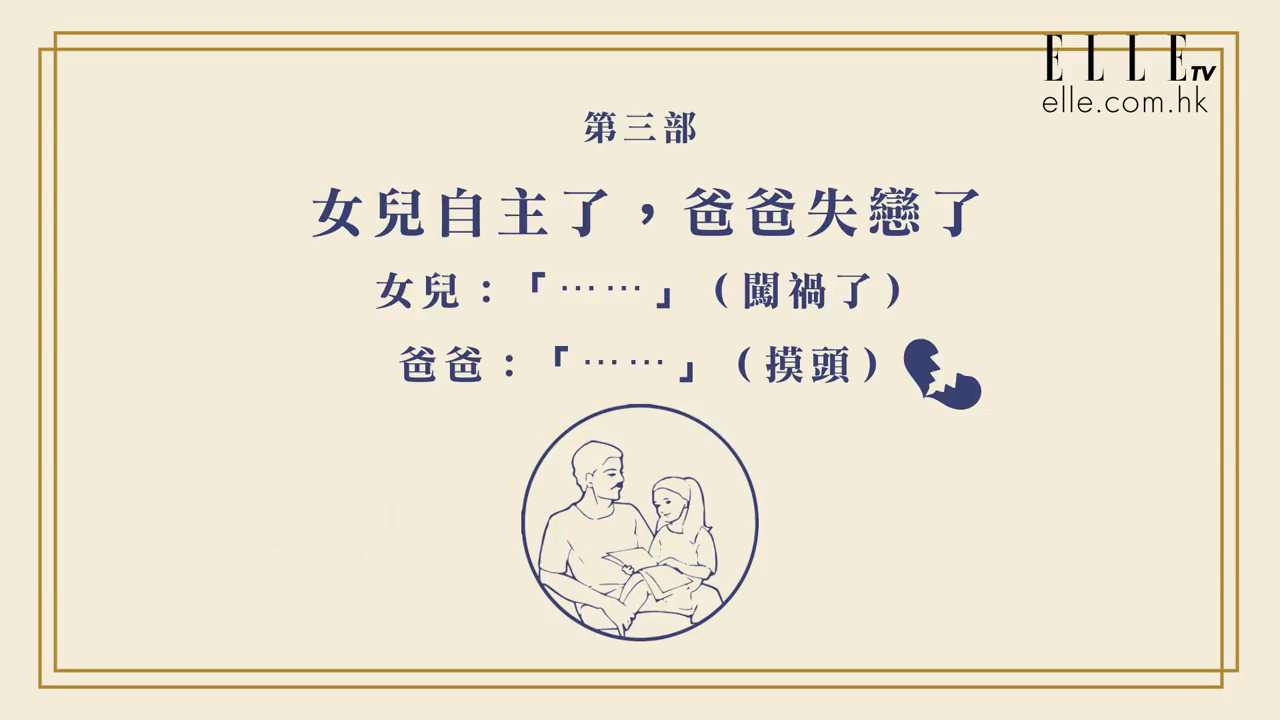 ELLE TV
elle.com.hk
第三部
女兒自主了，爸爸失戀了
女兒：「……」（闖禍了）
爸爸：「……」（摸頭）